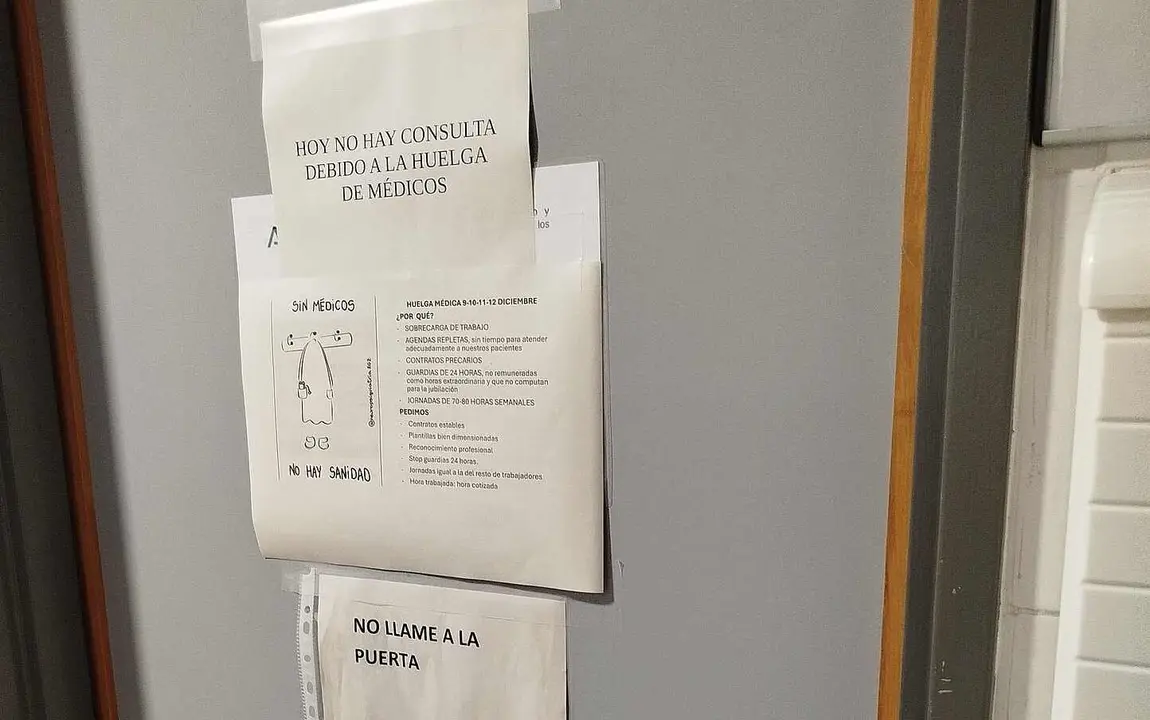 HOY NO HAY CONSULTA
DEBIDO A LA HUELGA
DE MÉDICOS
y
los
SIN MÉDICOS
NO HAY SANIDAD
HUELGA MÉDICA 9-10-11-12 DICIEMBRE
¿POR QUÉ?
- SOBRECARGA DE TRABAJO
- AGENDAS REPLETAS, sin tiempo para atender
adecuadamente a nuestros pacientes
- CONTRATOS PRECARIOS
- GUARDIAS DE 24 HORAS, no remuneradas
como horas extraordinaria y que no computan
para la jubilación
- JORNADAS DE 70-80 HORAS SEMANALES
PEDIMOS
- Contratos estables
- Plantillas bien dimensionadas
- Reconocimiento profesional
- Stop guardias 24 horas.
- Jornadas igual a la del resto de trabajadores
- Hora trabajada: hora cotizada
NO LLAME A LA
PUERTA